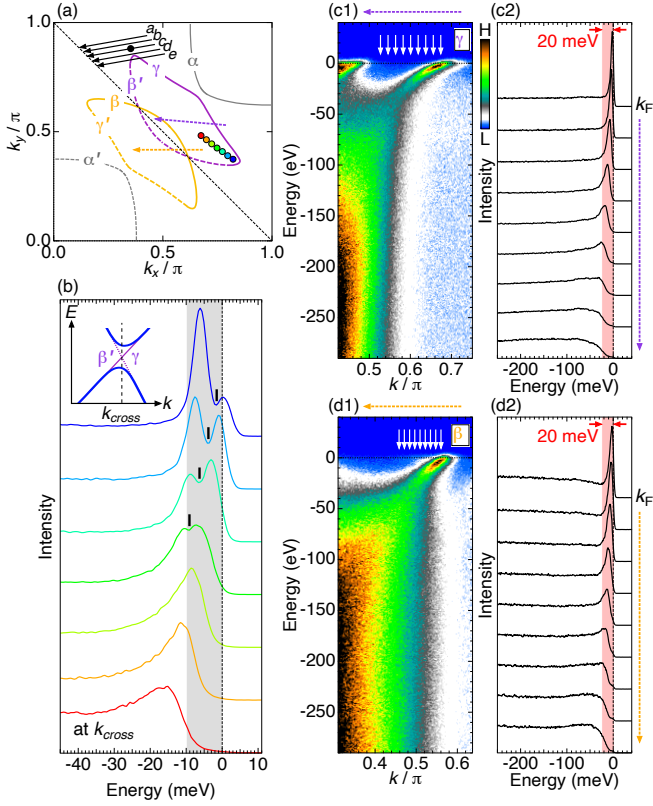 (a)
a
b
c
d
e
α
γ
β′
β
γ′
α′
1.0
0.5
0.0
k_y / π
0.0
0.5
1.0
k_x / π
(b)
E
β′
γ
k
k_cross
Intensity
at k_cross
-40
-30
-20
-10
0
10
Energy (meV)
(c1)
γ
H
L
0
-50
-100
-150
-200
-250
Energy (eV)
0.5
0.6
0.7
k / π
(c2)
20 meV
k_F
Intensity
-200
-100
0
Energy (meV)
(d1)
β
0
-50
-100
-150
-200
-250
Energy (eV)
0.3
0.4
0.5
0.6
k / π
(d2)
20 meV
k_F
Intensity
-200
-100
0
Energy (meV)